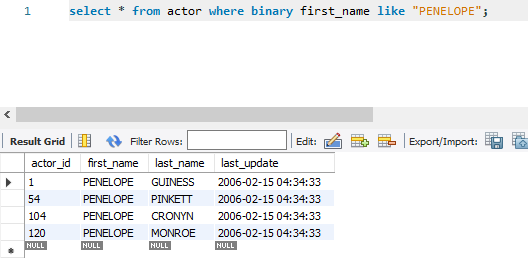 1 select * from actor where binary first_name like "PENELOPE";
Result Grid Filter Rows: Edit: Export/Import:
actor_id first_name last_name last_update
1 PENELOPE GUINESS 2006-02-15 04:34:33
54 PENELOPE PINKETT 2006-02-15 04:34:33
104 PENELOPE CRONYN 2006-02-15 04:34:33
120 PENELOPE MONROE 2006-02-15 04:34:33
NULL NULL NULL NULL